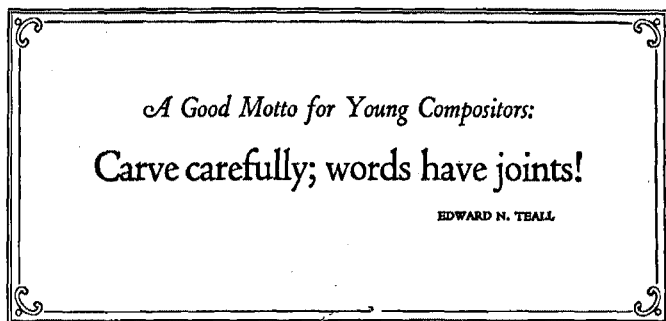 A Good Motto for Young Compositors:
Carve carefully; words have joints!
EDWARD N. TEALL